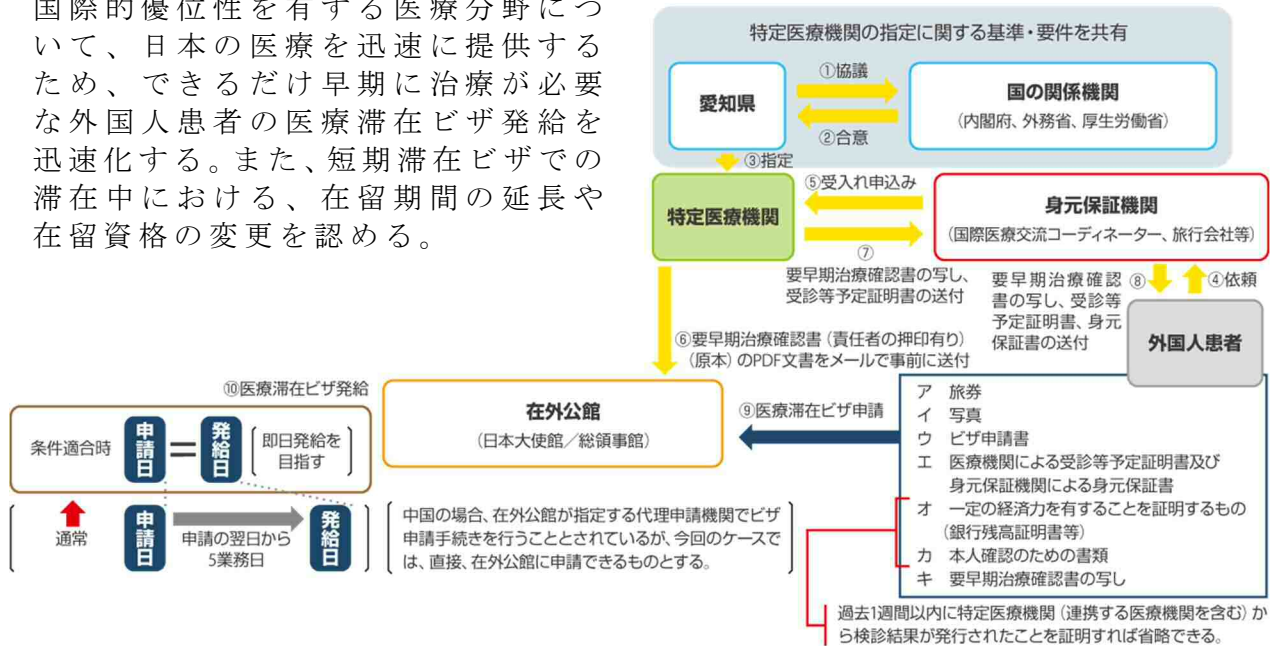 国際的優位性を有する医療分野につ
いて、日本の医療を迅速に提供する
ため、できるだけ早期に治療が必要
な外国人患者の医療滞在ビザ発給を
迅速化する。また、短期滞在ビザでの
滞在中における、在留期間の延長や
在留資格の変更を認める。
特定医療機関の指定に関する基準・要件を共有
愛知県
①協議
②合意
国の関係機関
(内閣府、外務省、厚生労働省)
③指定
特定医療機関
⑤受入れ申込み
⑦
要早期治療確認書の写し、
受診等予定証明書の送付
身元保証機関
(国際医療交流コーディネーター、旅行会社等)
要早期治療確認
書の写し、受診等
予定証明書、身元
保証書の送付
⑧
④依頼
外国人患者
⑥要早期治療確認書(責任者の押印有り)
(原本)のPDF文書をメールで事前に送付
在外公館
(日本大使館/総領事館)
⑨医療滞在ビザ申請
ア 旅券
イ 写真
ウ ビザ申請書
エ 医療機関による受診等予定証明書及び
身元保証機関による身元保証書
オ 一定の経済力を有することを証明するもの
(銀行残高証明書等)
カ 本人確認のための書類
キ 要早期治療確認書の写し
過去1週間以内に特定医療機関(連携する医療機関を含む)か
ら検診結果が発行されたことを証明すれば省略できる。
⑩医療滞在ビザ発給
条件適合時
申請日
=
発給日
即日発給を
目指す
通常
申請日
申請の翌日から
5業務日
発給日
中国の場合、在外公館が指定する代理申請機関でビザ
申請手続きを行うこととされているが、今回のケースで
は、直接、在外公館に申請できるものとする。